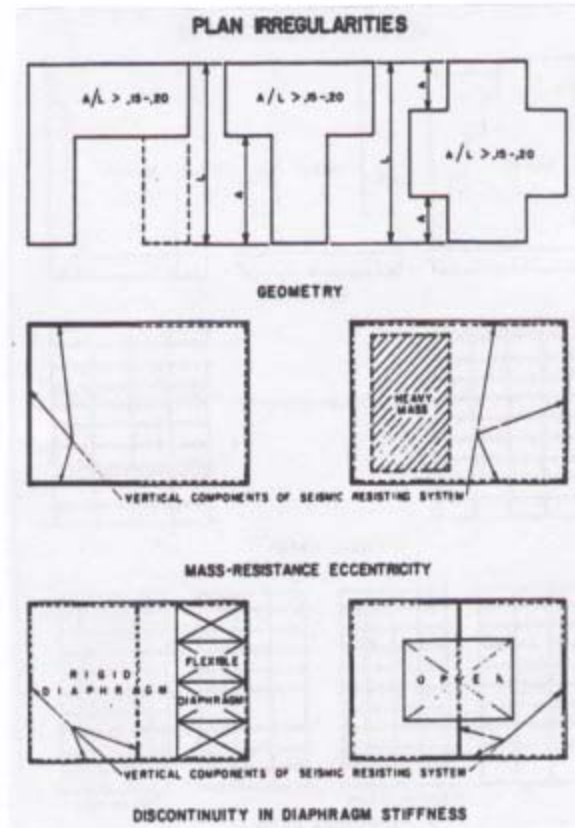 PLAN IRREGULARITIES
A/L > .15-.20
A/L > .15-.20
A/L > .15-.20
L
A
L
A
A
GEOMETRY
HEAVY
MASS
VERTICAL COMPONENTS OF SEISMIC RESISTING SYSTEM
MASS-RESISTANCE ECCENTRICITY
RIGID
DIAPHRAGM
FLEXIBLE
DIAPHRAGM
OPEN
VERTICAL COMPONENTS OF SEISMIC RESISTING SYSTEM
DISCONTINUITY IN DIAPHRAGM STIFFNESS